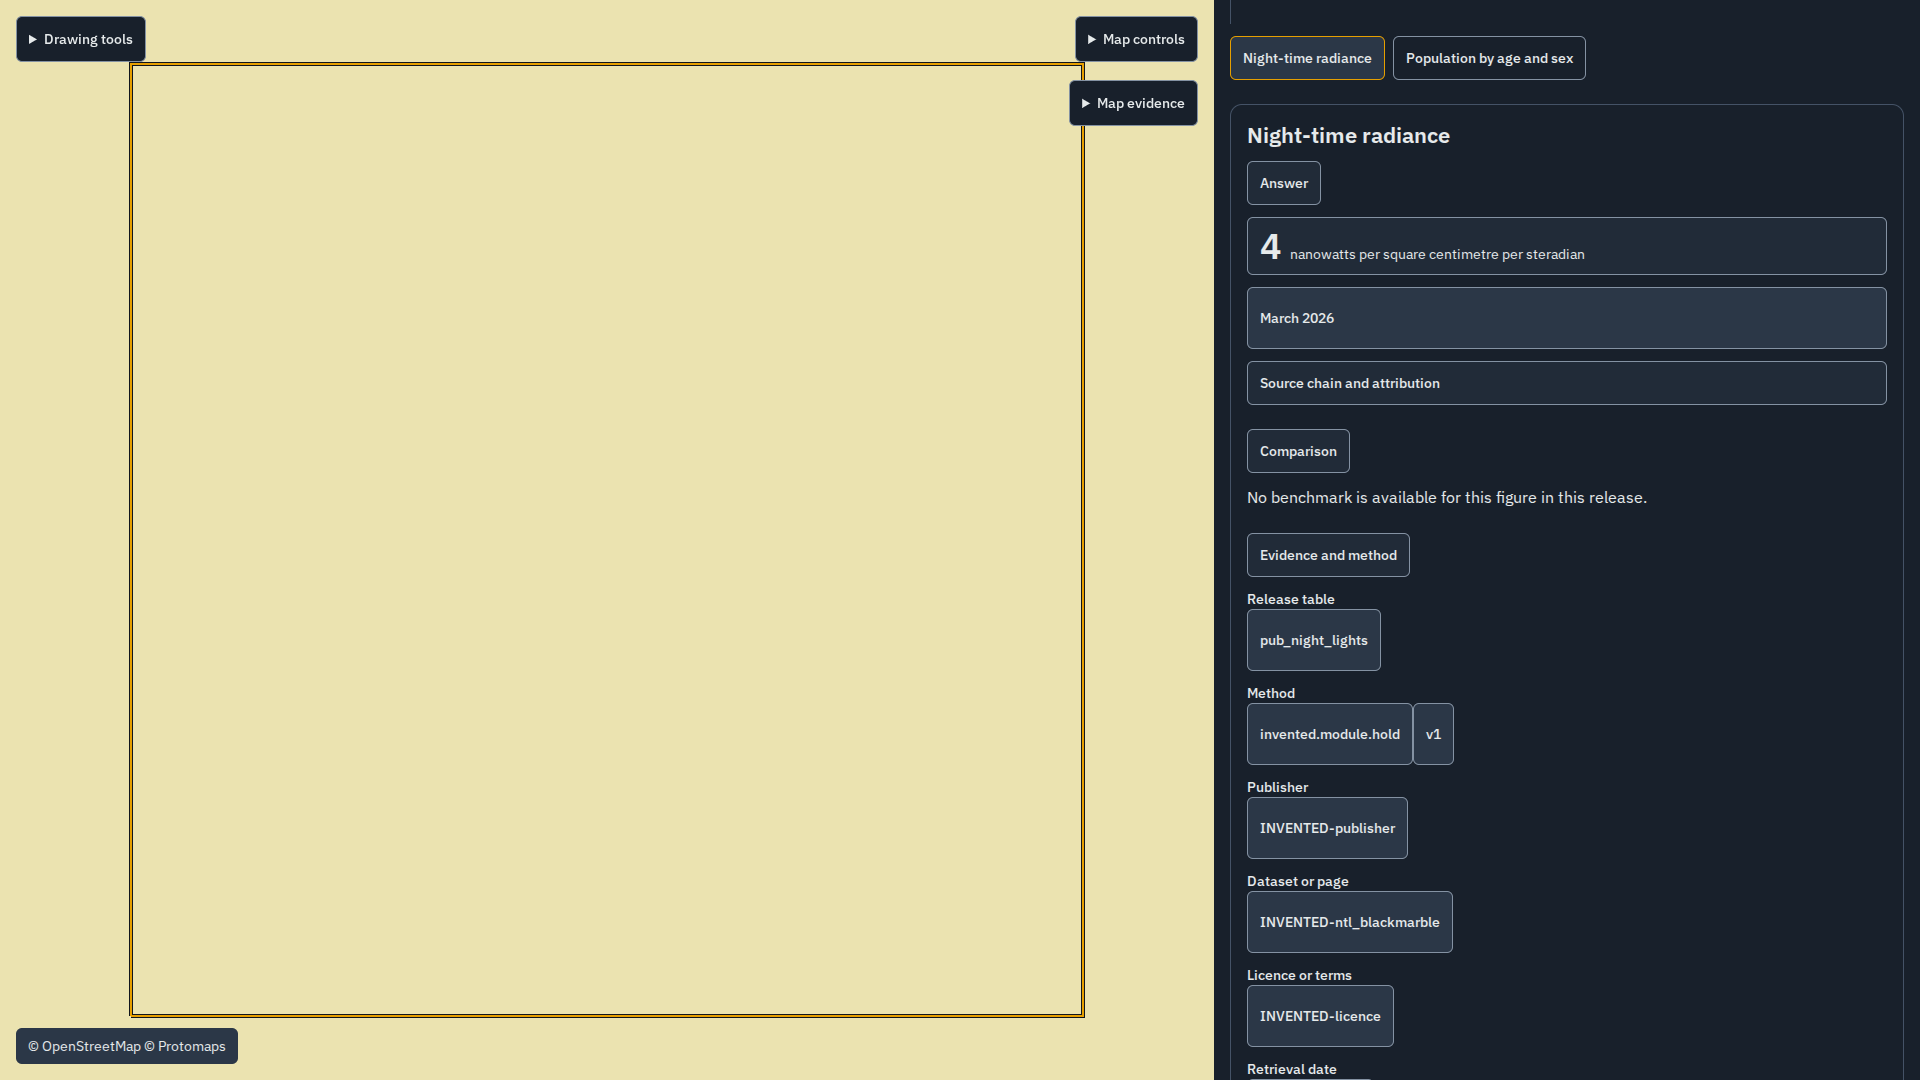 Drawing tools
Map controls
Map evidence
© OpenStreetMap © Protomaps
Night-time radiance
Population by age and sex
Night-time radiance
Answer
4 nanowatts per square centimetre per steradian
March 2026
Source chain and attribution
Comparison
No benchmark is available for this figure in this release.
Evidence and method
Release table
pub_night_lights
Method
invented.module.hold
v1
Publisher
INVENTED-publisher
Dataset or page
INVENTED-ntl_blackmarble
Licence or terms
INVENTED-licence
Retrieval date